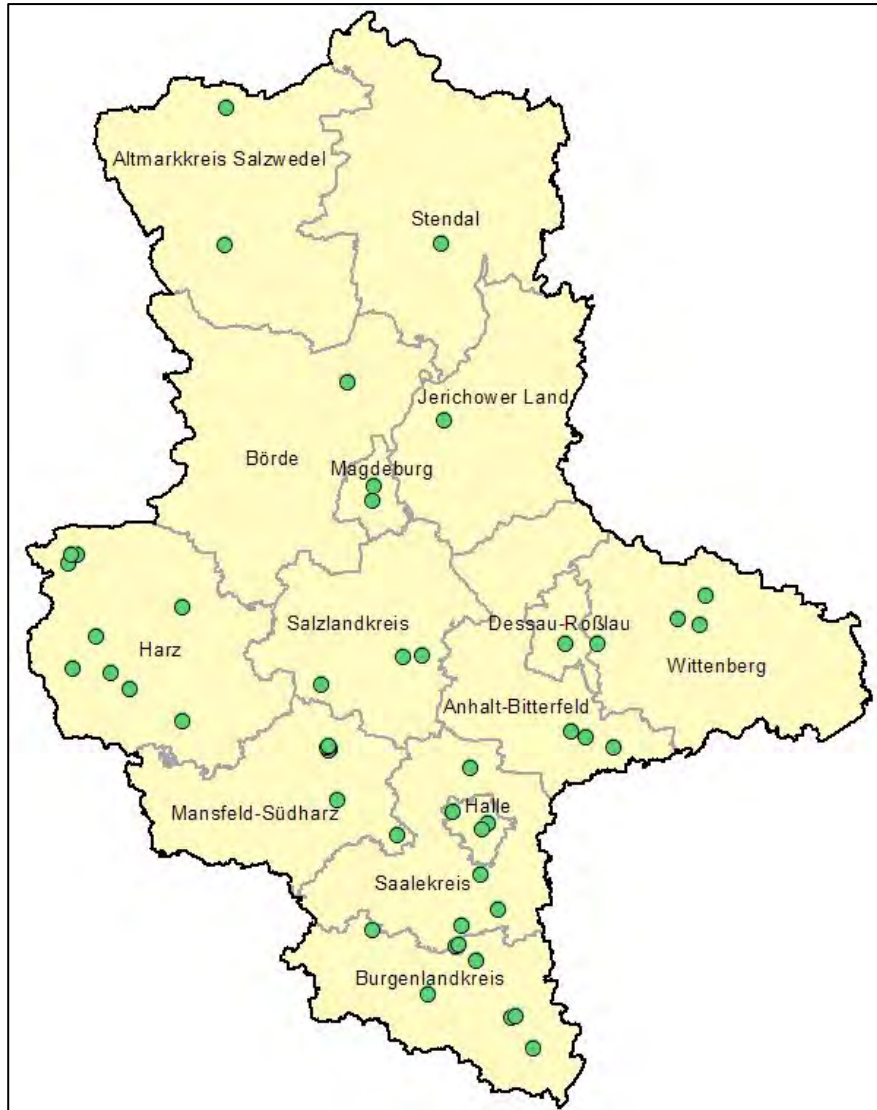 Altmarkkreis Salzwedel
Stendal
Jerichower Land
Börde
Magdeburg
Salzlandkreis
Dessau-Roßlau
Harz
Wittenberg
Anhalt-Bitterfeld
Mansfeld-Südharz
Halle
Saalekreis
Burgenlandkreis